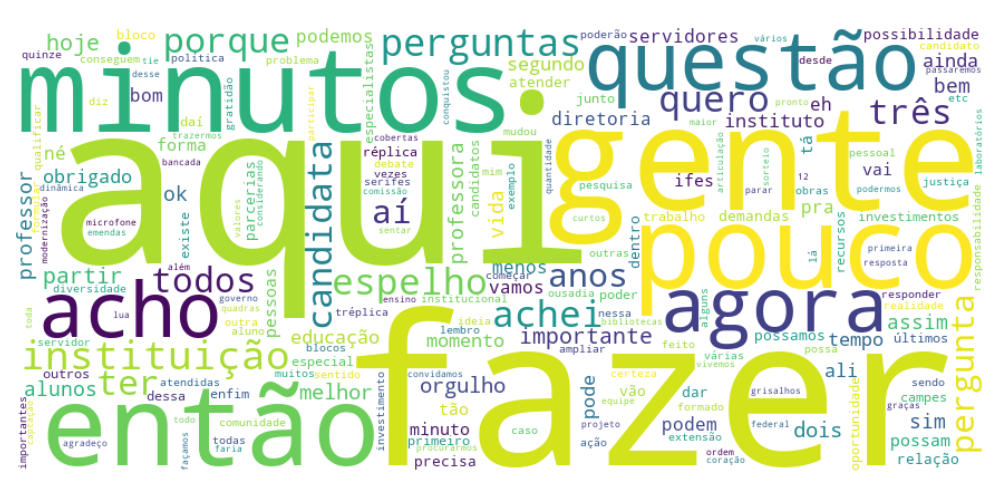 hoje
bloco
porque
podemos
perguntas
questão
servidores
poderão
vários
possibilidade
quinze
conseguem
tie
desse
segundo
desde
candidato
ainda
política
problema
especialistas
atender
passaremos
minutos
quero
bem
etc
diz
bom
gratidão
participar
conquistou
junto
maior
pronto
três
daí
forma
diretoria
eh
instituto
qualificar
trazermos
cobertas
réplica
mudou
gente
articulação
sorteio
tá
laboratórios
né
bancada
debate
vezes
mim
quantidade
ifes
pessoal
podermos
obrigado
ok
candidata
aí
professora
candidatos
exemplo
pesquisa
parar
12
obras
vai
justiça
professor
dinâmica
aqui
serifes
comissão
vida
trabalho
demandas
pra
modernização
microfone
existe
valores
parcerias
considerando
sentar
curtos
pouco
investimentos
responsabilidade
emendas
formular
dentro
outras
lá
recursos
primeira
resposta
partir
todos
espelho
menos
anos
diversidade
além
pessoas
vamos
começar
acho
governo
ensino
institucional
achei
ousadia
poder
nessa
alguns
agora
responder
realidade
toda
lua
quadras
tréplica
ideia
bibliotecas
assim
servidor
outra
aluno
educação
lembro
momento
importante
feito
possamos
tempo
últimos
pergunta
instituição
blocos
ampliar
várias
possa
outros
ter
especial
certeza
vivemos
ali
alunos
dessa
atendidas
enfim
melhor
muitos
sentido
convidamos
orgulho
tão
pode
vão
dar
grisalhos
campes
sendo
oportunidade
importantes
captação
então
comunidade
investimento
minuto
equipe
formado
graças
sim
agradeço
todo
todas
faria
façamos
primeiro
precisa
procurarmos
fazer
caso
projeto
ação
podem
extensão
federal
ordem
coração
dois
possam
relação